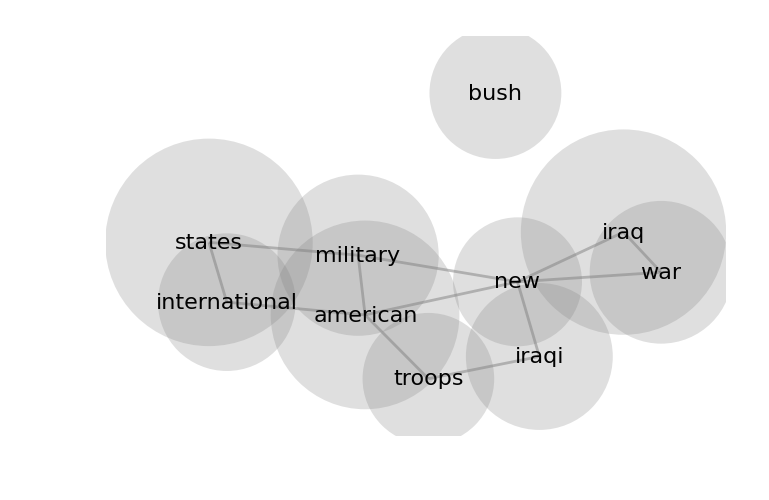 bush
states
military
iraq
new
war
international
american
iraqi
troops